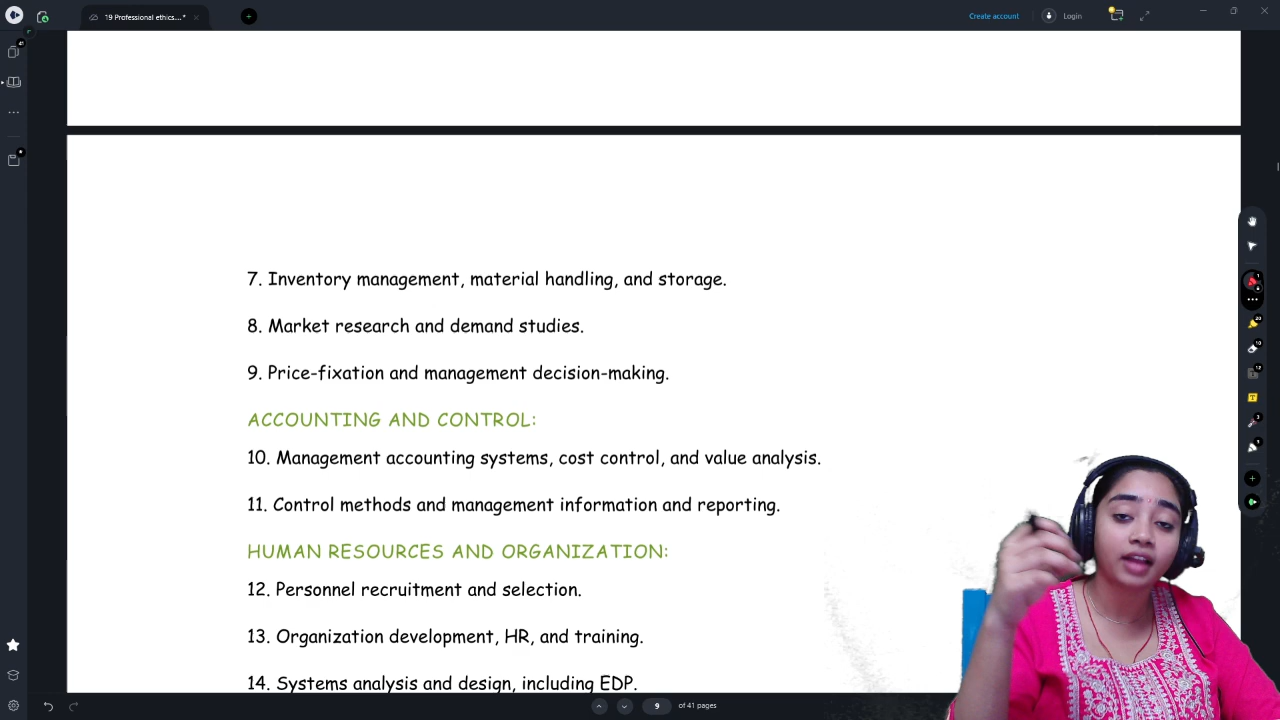 19 Professional ethics....*
Create account
Login
7. Inventory management, material handling, and storage.
8. Market research and demand studies.
9. Price-fixation and management decision-making.
ACCOUNTING AND CONTROL:
10. Management accounting systems, cost control, and value analysis.
11. Control methods and management information and reporting.
HUMAN RESOURCES AND ORGANIZATION:
12. Personnel recruitment and selection.
13. Organization development, HR, and training.
14. Systems analysis and design, including EDP.
9 of 41 pages